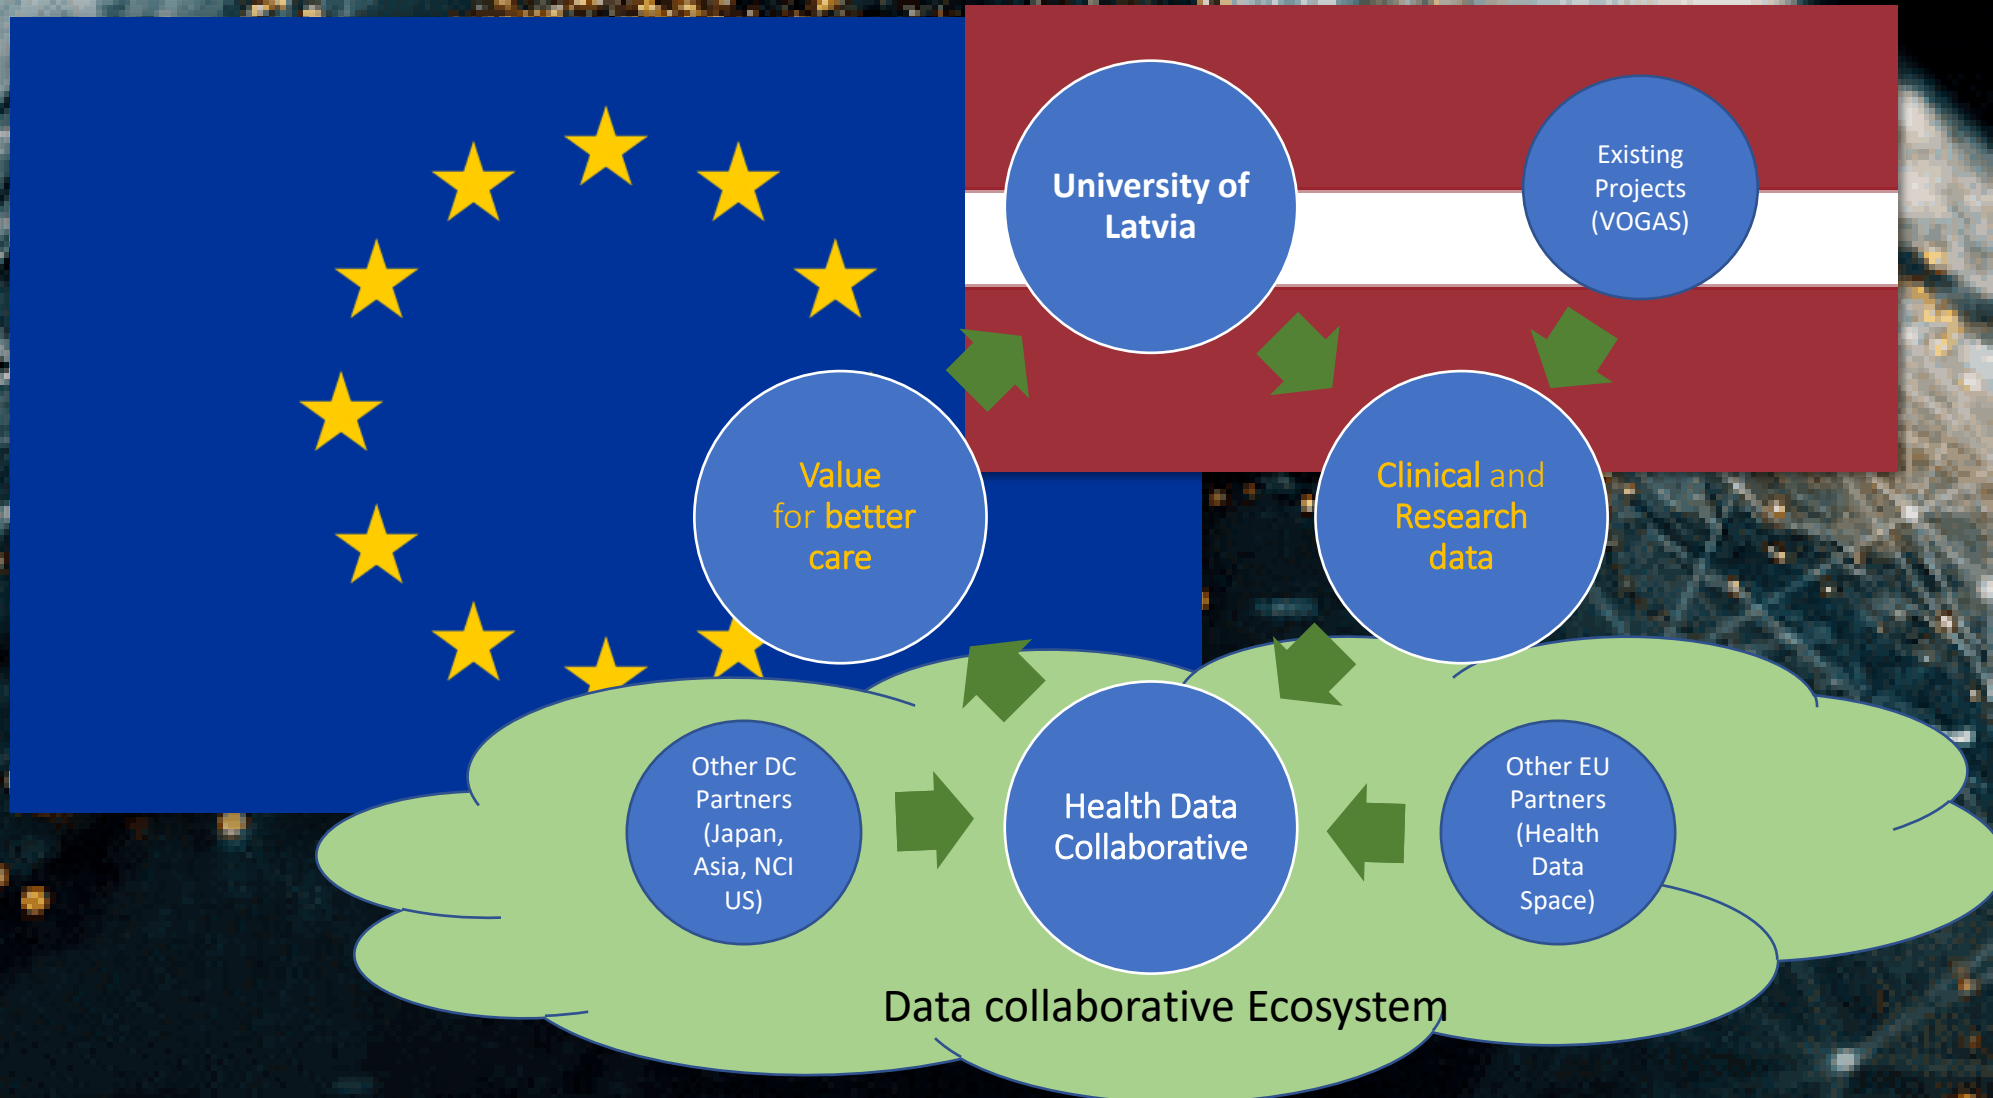 University of
Latvia
Existing
Projects
(VOGAS)
Value
for better
care
Clinical and
Research
data
Other DC
Partners
(Japan,
Asia, NCI
US)
Health Data
Collaborative
Other EU
Partners
(Health
Data
Space)
Data collaborative Ecosystem